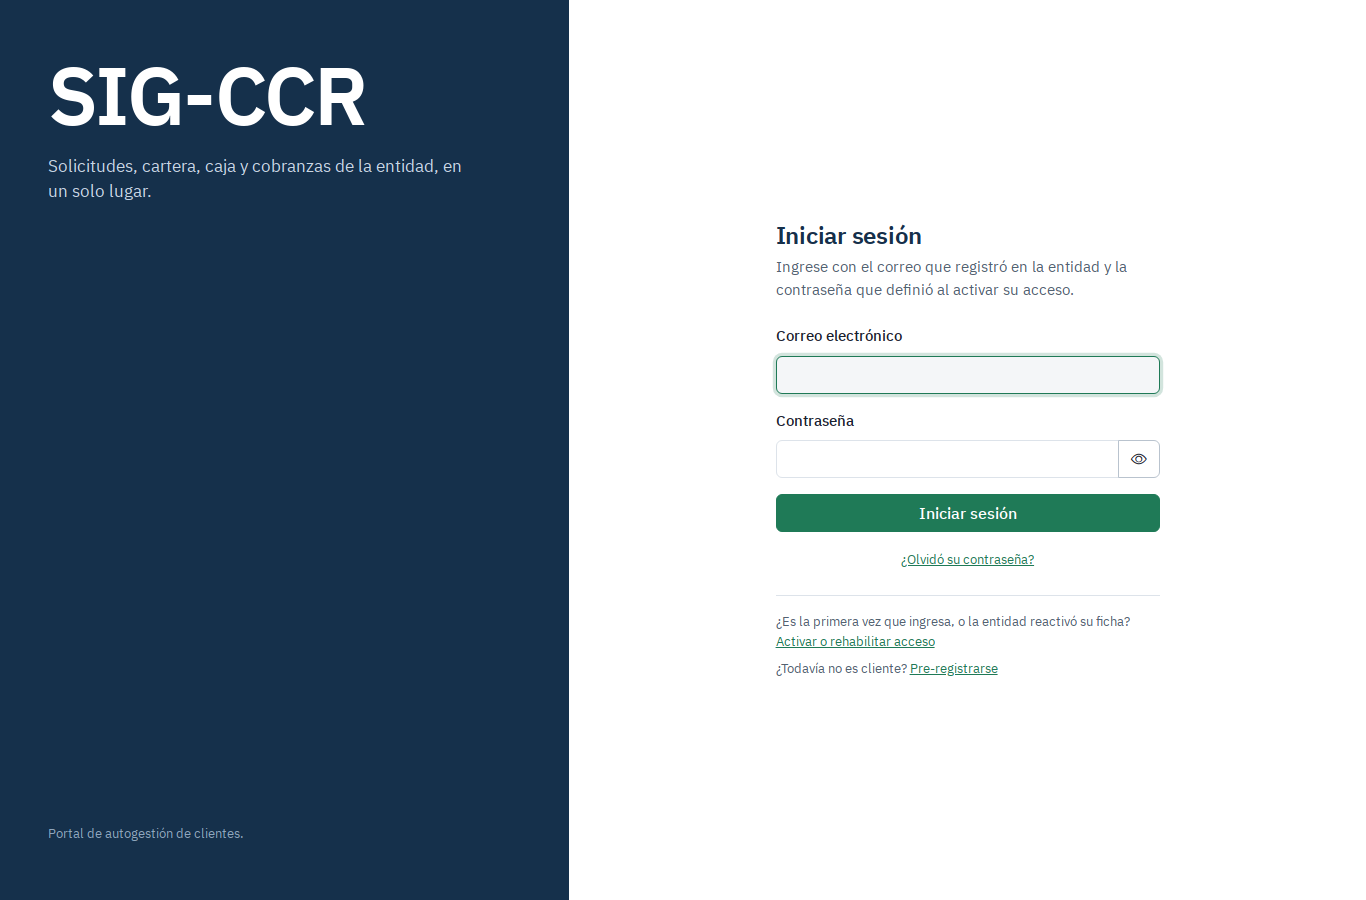 SIG-CCR
Solicitudes, cartera, caja y cobranzas de la entidad, en
un solo lugar.
Portal de autogestión de clientes.
Iniciar sesión
Ingrese con el correo que registró en la entidad y la
contraseña que definió al activar su acceso.
Correo electrónico
Contraseña
Iniciar sesión
¿Olvidó su contraseña?
¿Es la primera vez que ingresa, o la entidad reactivó su ficha?
Activar o rehabilitar acceso
¿Todavía no es cliente? Pre-registrarse